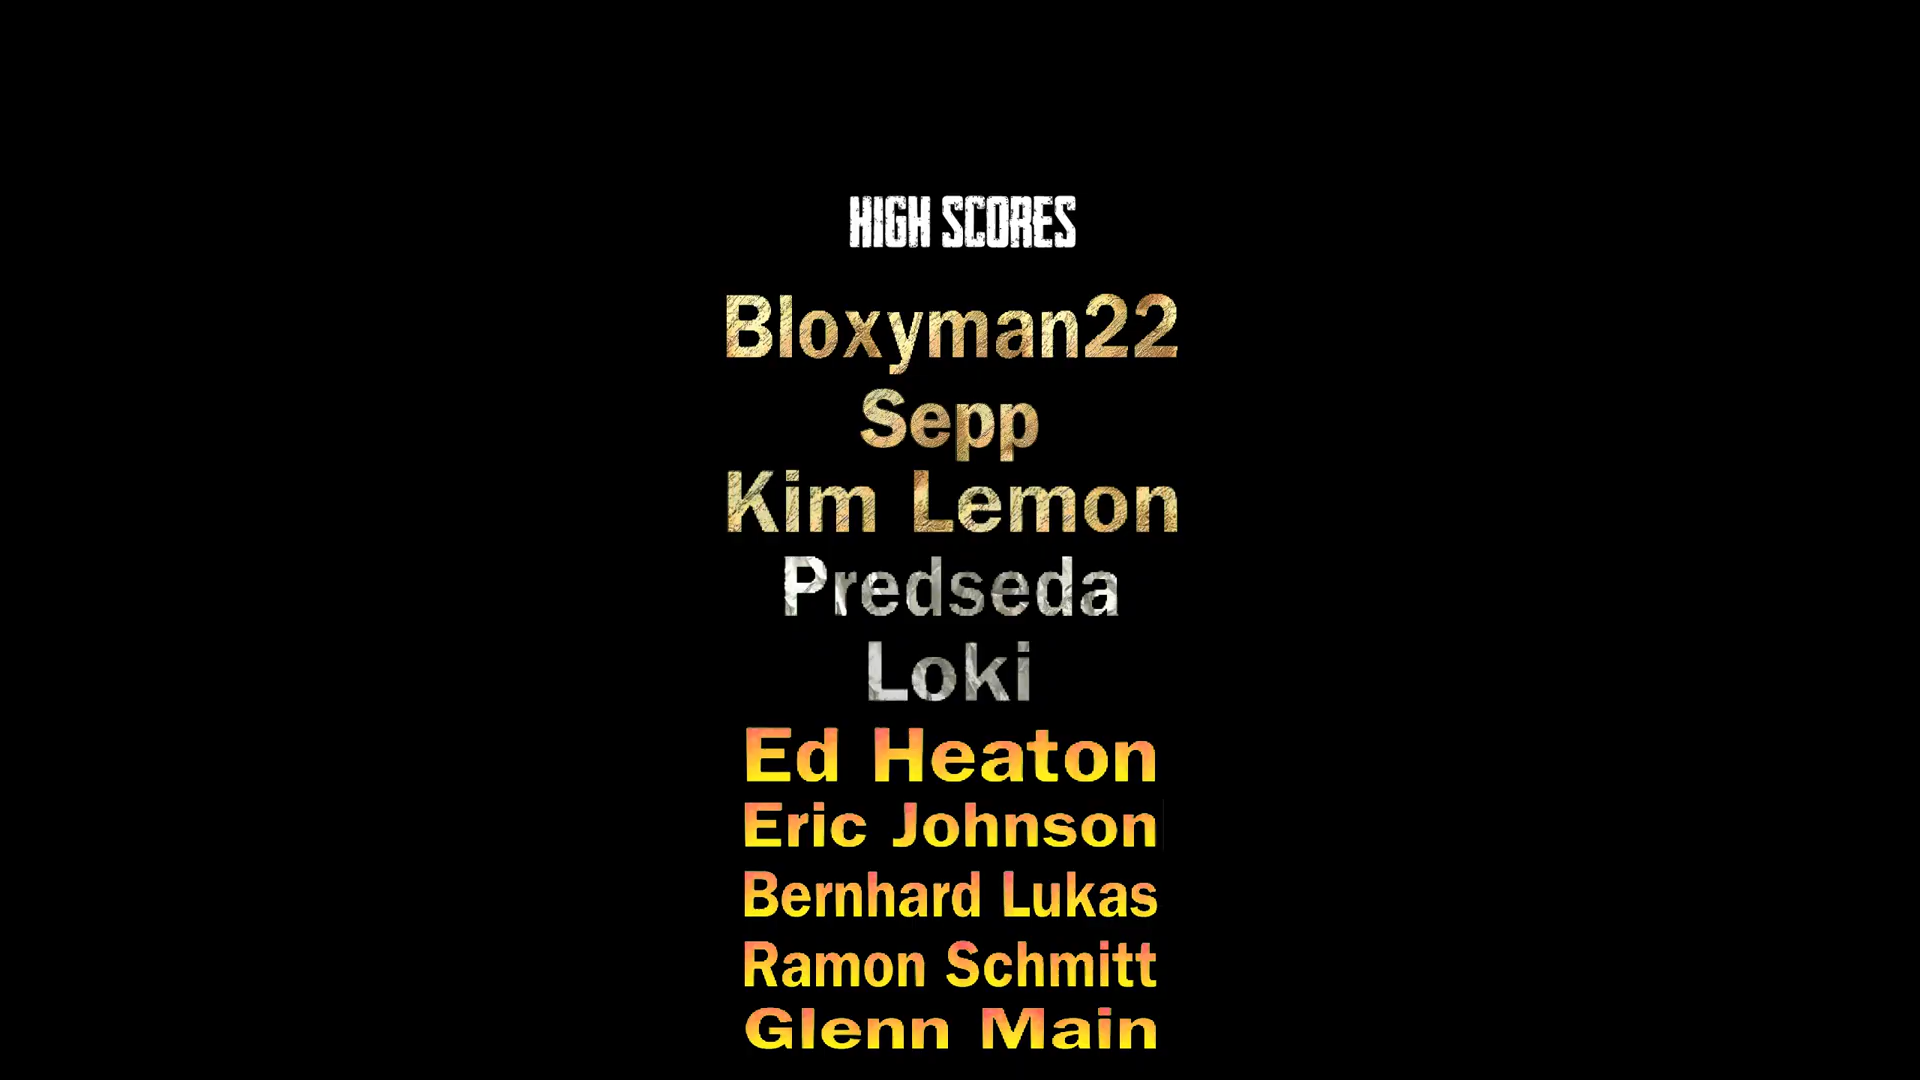 HIGH SCORES
Bloxyman22
Sepp
Kim Lemon
Predseda
Loki
Ed Heaton
Eric Johnson
Bernhard Lukas
Ramon Schmitt
Glenn Main